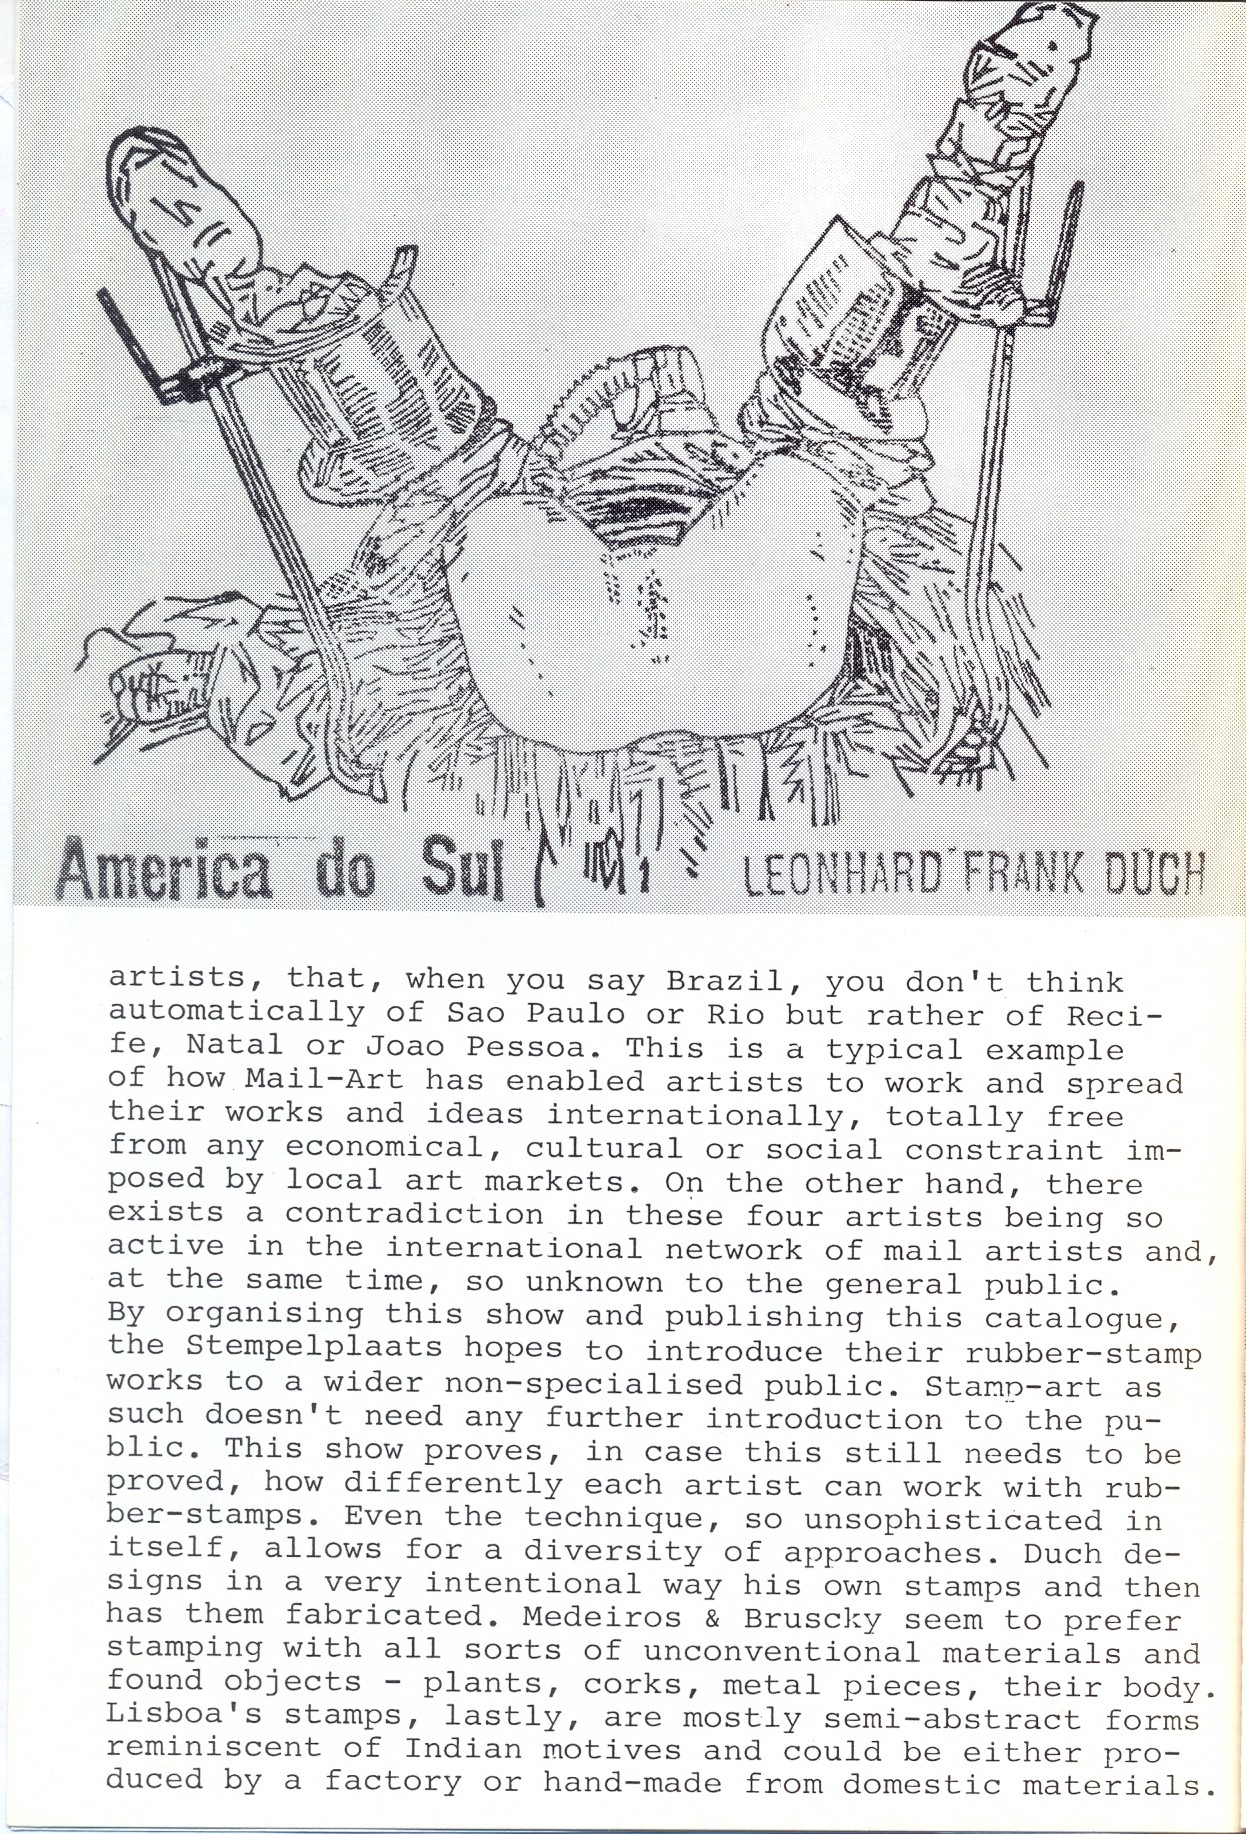 America do Sul
LEONHARD FRANK DUCH
artists, that, when you say Brazil, you don't think
automatically of Sao Paulo or Rio but rather of Reci-
fe, Natal or Joao Pessoa. This is a typical example
of how Mail-Art has enabled artists to work and spread
their works and ideas internationally, totally free
from any economical, cultural or social constraint im-
posed by local art markets. On the other hand, there
exists a contradiction in these four artists being so
active in the international network of mail artists and,
at the same time, so unknown to the general public.
By organising this show and publishing this catalogue,
the Stempelplaats hopes to introduce their rubber-stamp
works to a wider non-specialised public. Stamp-art as
such doesn't need any further introduction to the pu-
blic. This show proves, in case this still needs to be
proved, how differently each artist can work with rub-
ber-stamps. Even the technique, so unsophisticated in
itself, allows for a diversity of approaches. Duch de-
signs in a very intentional way his own stamps and then
has them fabricated. Medeiros & Bruscky seem to prefer
stamping with all sorts of unconventional materials and
found objects - plants, corks, metal pieces, their body.
Lisboa's stamps, lastly, are mostly semi-abstract forms
reminiscent of Indian motives and could be either pro-
duced by a factory or hand-made from domestic materials.